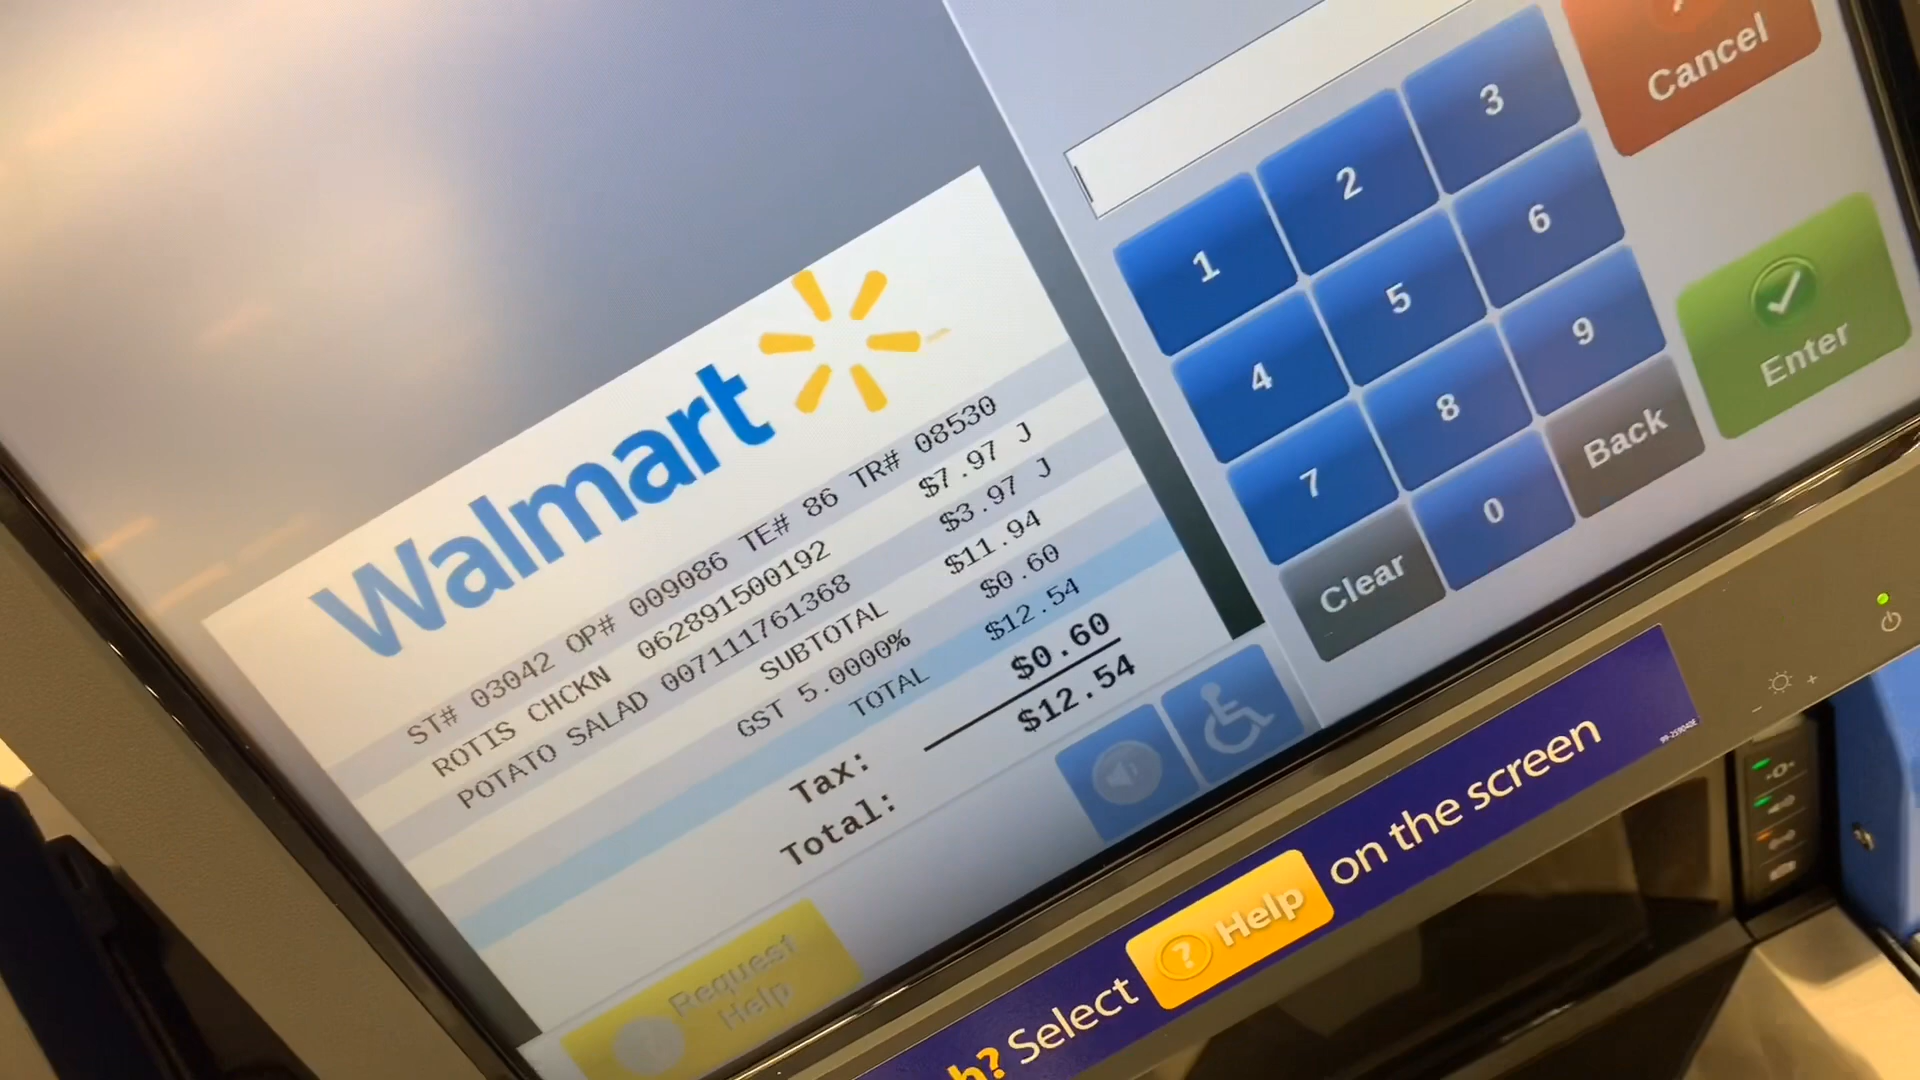 Walmart
ST# 03042 OP# 009086 TE# 86 TR# 08530
ROTIS CHCKN 062891500192 $7.97 J
POTATO SALAD 007111761368 $3.97 J
SUBTOTAL $11.94
GST 5.0000% $0.60
TOTAL $12.54
Tax: $0.60
Total: $12.54
Request
Help
Cancel
1 2 3
4 5 6
7 8 9
Clear 0 Back
Enter
? Select ? Help on the screen